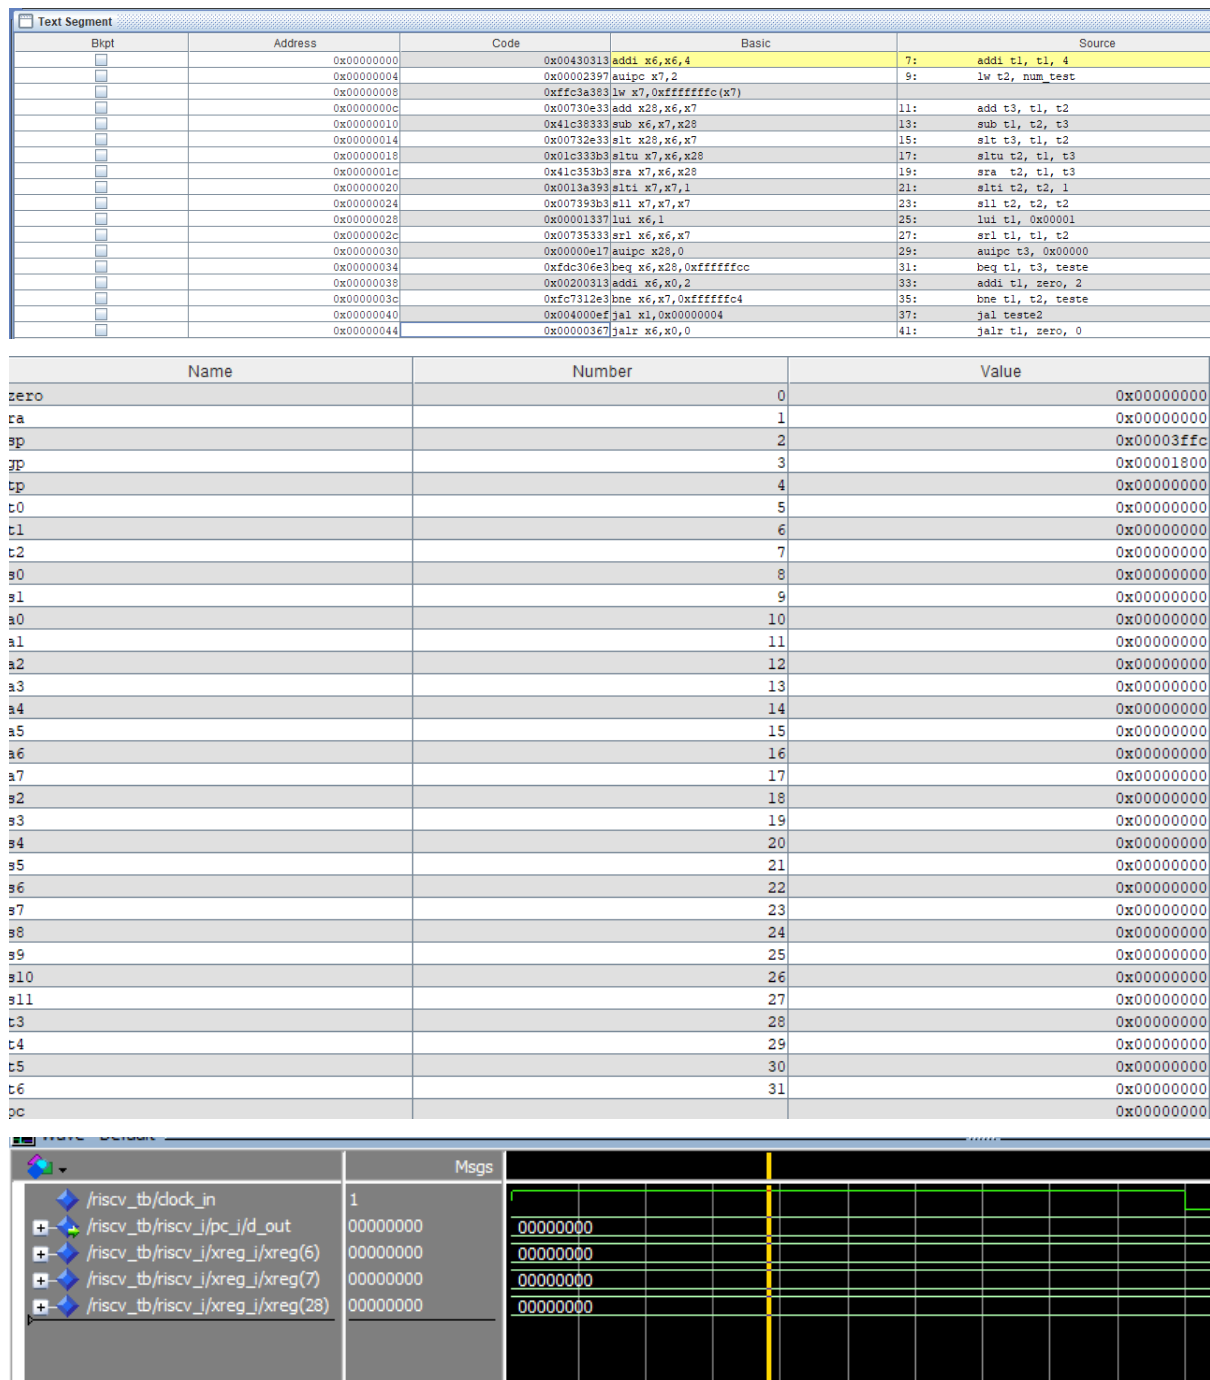 Text Segment
Bkpt Address Code Basic Source
0x00000000 0x00430313 addi x6,x6,4 7: addi t1, t1, 4
0x00000004 0x00002397 auipc x7,2 9: lw t2, num_test
0x00000008 0xffc3a383 lw x7,0xfffffffc(x7)
0x0000000c 0x00730e33 add x28,x6,x7 11: add t3, t1, t2
0x00000010 0x41c38333 sub x6,x7,x28 13: sub t1, t2, t3
0x00000014 0x00732e33 slt x28,x6,x7 15: slt t3, t1, t2
0x00000018 0x01c333b3 sltu x7,x6,x28 17: sltu t2, t1, t3
0x0000001c 0x41c353b3 sra x7,x6,x28 19: sra t2, t1, t3
0x00000020 0x0013a393 slti x7,x7,1 21: slti t2, t2, 1
0x00000024 0x007393b3 sll x7,x7,x7 23: sll t2, t2, t2
0x00000028 0x00001337 lui x6,1 25: lui t1, 0x00001
0x0000002c 0x00735333 srl x6,x6,x7 27: srl t1, t1, t2
0x00000030 0x00000e17 auipc x28,0 29: auipc t3, 0x00000
0x00000034 0xfdc306e3 beq x6,x28,0xffffffcc 31: beq t1, t3, teste
0x00000038 0x00200313 addi x6,x0,2 33: addi t1, zero, 2
0x0000003c 0xfc7312e3 bne x6,x7,0xffffffc4 35: bne t1, t2, teste
0x00000040 0x004000ef jal x1,0x00000004 37: jal teste2
0x00000044 0x00000367 jalr x6,x0,0 41: jalr t1, zero, 0
Name Number Value
zero 0 0x00000000
ra 1 0x00000000
sp 2 0x00003ffc
gp 3 0x00001800
tp 4 0x00000000
t0 5 0x00000000
t1 6 0x00000000
t2 7 0x00000000
s0 8 0x00000000
s1 9 0x00000000
a0 10 0x00000000
a1 11 0x00000000
a2 12 0x00000000
a3 13 0x00000000
a4 14 0x00000000
a5 15 0x00000000
a6 16 0x00000000
a7 17 0x00000000
s2 18 0x00000000
s3 19 0x00000000
s4 20 0x00000000
s5 21 0x00000000
s6 22 0x00000000
s7 23 0x00000000
s8 24 0x00000000
s9 25 0x00000000
s10 26 0x00000000
s11 27 0x00000000
t3 28 0x00000000
t4 29 0x00000000
t5 30 0x00000000
t6 31 0x00000000
pc 0x00000000
Wave - Default
Msgs
/riscv_tb/clock_in 1
/riscv_tb/riscv_i/pc_i/d_out 00000000 00000000
/riscv_tb/riscv_i/xreg_i/xreg(6) 00000000 00000000
/riscv_tb/riscv_i/xreg_i/xreg(7) 00000000 00000000
/riscv_tb/riscv_i/xreg_i/xreg(28) 00000000 00000000